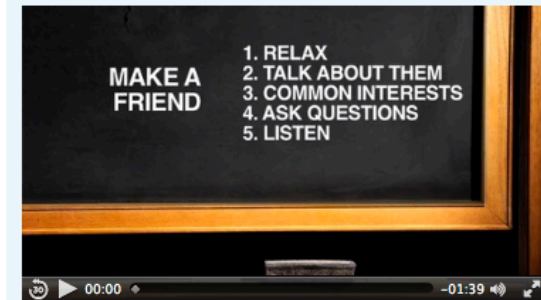 MAKE A
FRIEND
1. RELAX
2. TALK ABOUT THEM
3. COMMON INTERESTS
4. ASK QUESTIONS
5. LISTEN
30
00:00
-01:39